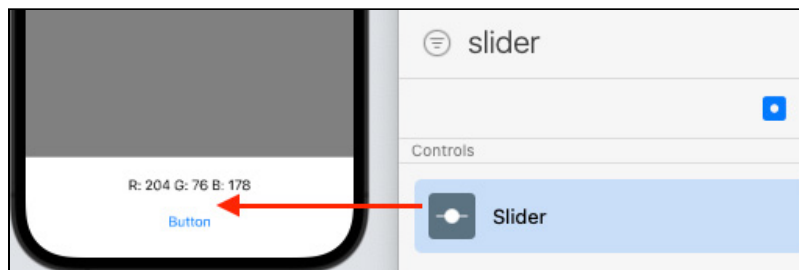 slider
Controls
R: 204 G: 76 B: 178
Button
Slider